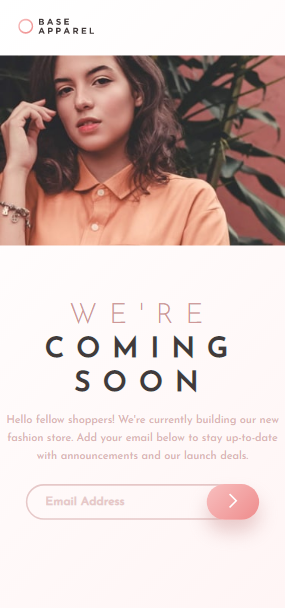 BASE
APPAREL
WE'RE
COMING
SOON
Hello fellow shoppers! We're currently building our new
fashion store. Add your email below to stay up-to-date
with announcements and our launch deals.
Email Address